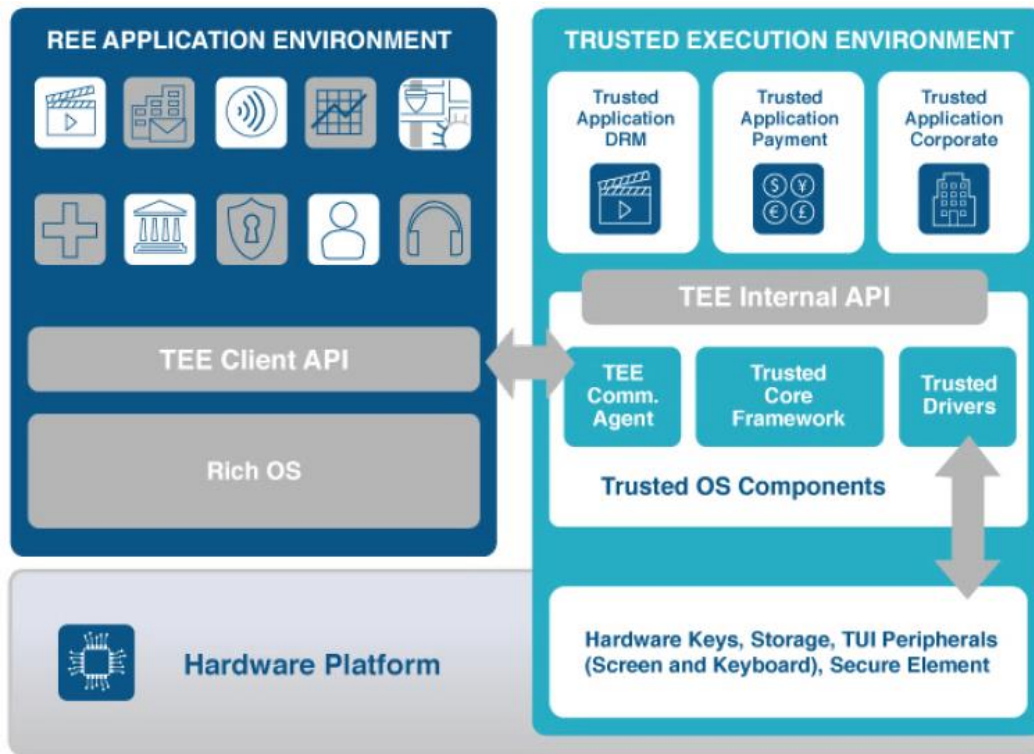 REE APPLICATION ENVIRONMENT
TEE Client API
Rich OS
TRUSTED EXECUTION ENVIRONMENT
Trusted
Application
DRM
Trusted
Application
Payment
$ ¥
€ £
Trusted
Application
Corporate
TEE Internal API
TEE
Comm.
Agent
Trusted
Core
Framework
Trusted
Drivers
Trusted OS Components
Hardware Keys, Storage, TUI Peripherals
(Screen and Keyboard), Secure Element
Hardware Platform